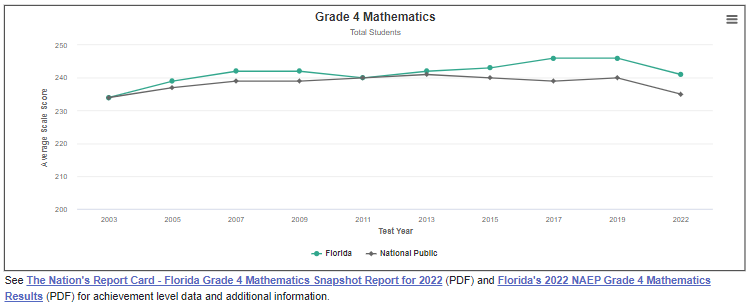 Grade 4 Mathematics
Total Students
Average Scale Score
250
240
230
220
210
200
2003 2005 2007 2009 2011 2013 2015 2017 2019 2022
Test Year
Florida National Public
See The Nation's Report Card - Florida Grade 4 Mathematics Snapshot Report for 2022 (PDF) and Florida's 2022 NAEP Grade 4 Mathematics
Results (PDF) for achievement level data and additional information.